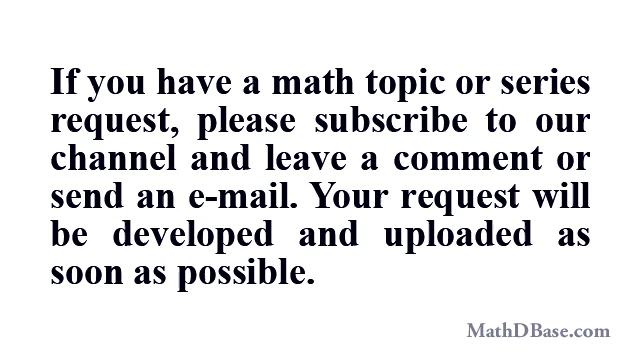 If you have a math topic or series
request, please subscribe to our
channel and leave a comment or
send an e-mail. Your request will
be developed and uploaded as
soon as possible.
MathDBase.com